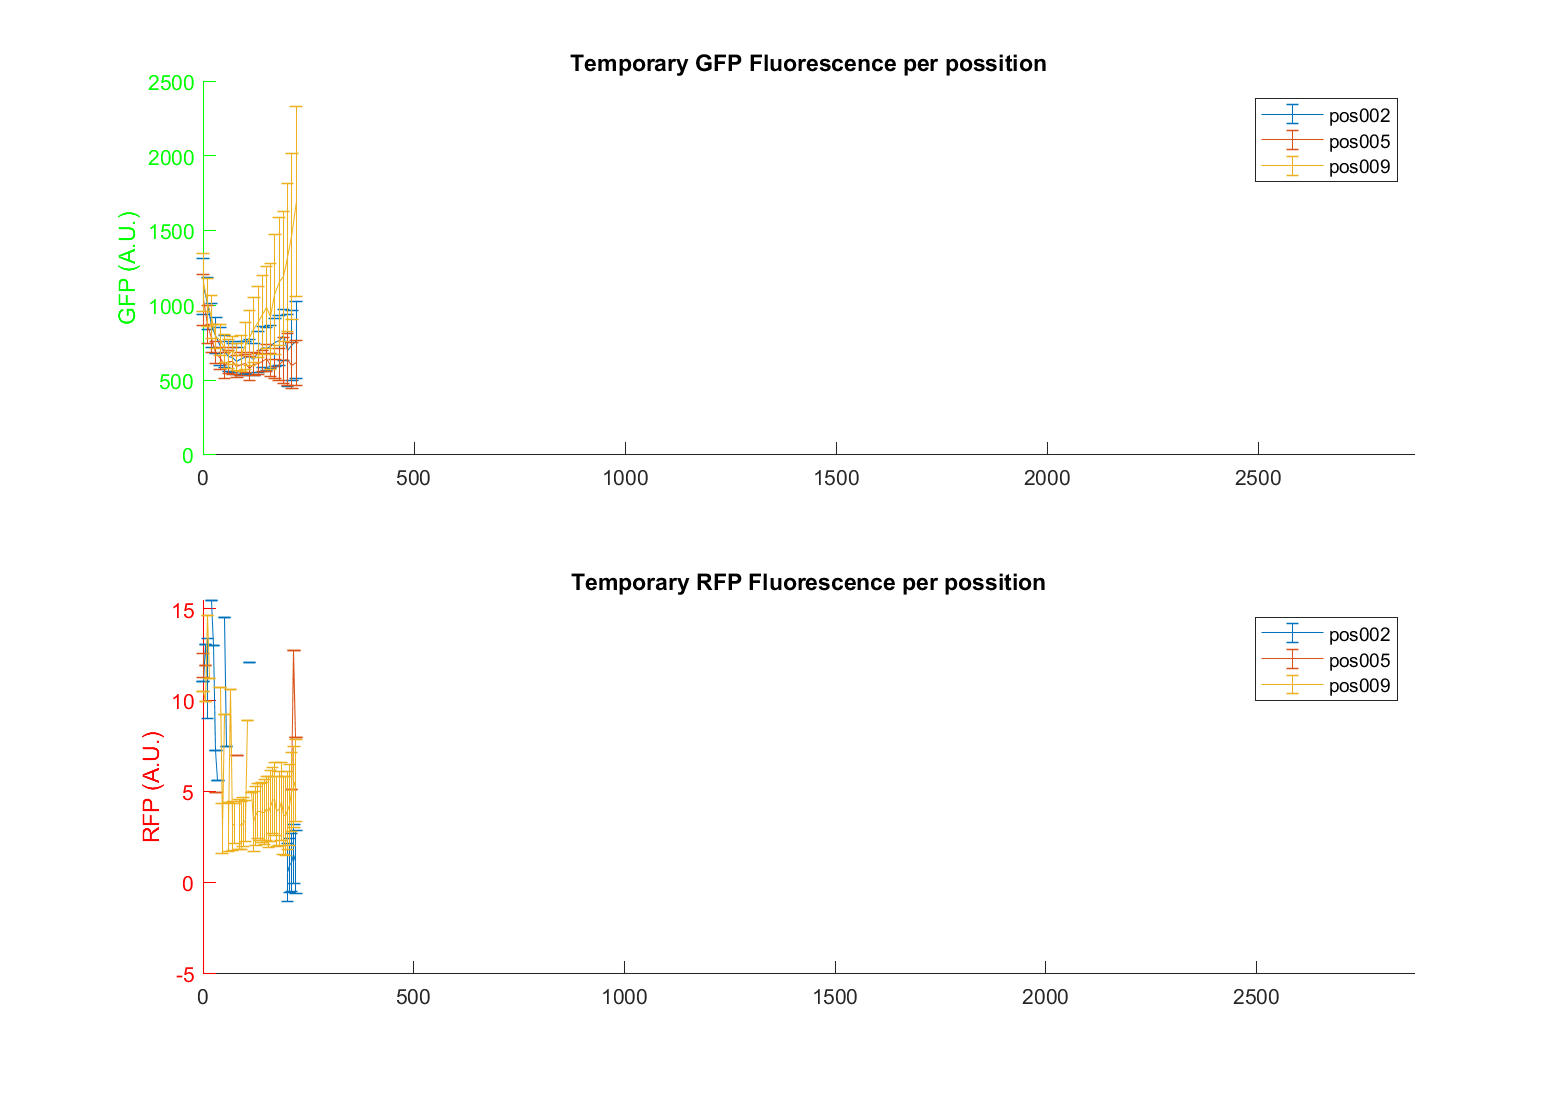 Temporary GFP Fluorescence per possition
2500
2000
1500
1000
500
0
GFP (A.U.)
pos002
pos005
pos009
0 500 1000 1500 2000 2500
Temporary RFP Fluorescence per possition
15
10
5
0
-5
RFP (A.U.)
pos002
pos005
pos009
0 500 1000 1500 2000 2500